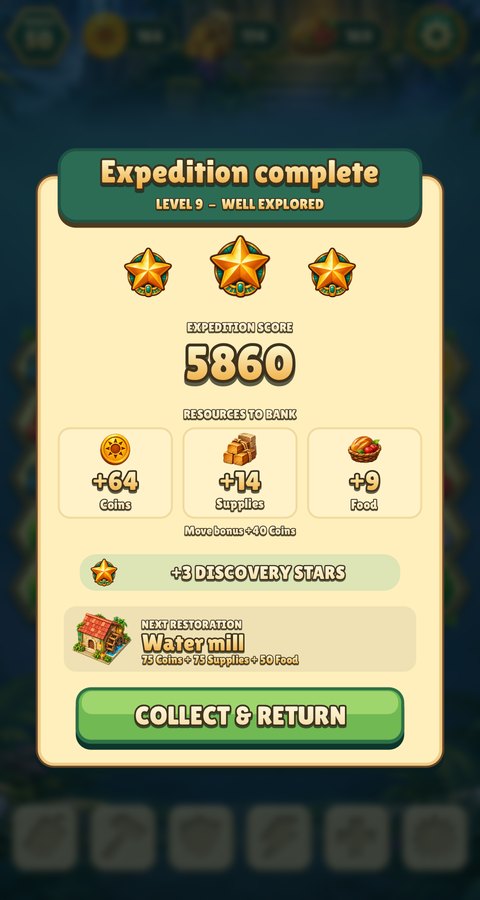 Expedition complete
LEVEL 9 – WELL EXPLORED
EXPEDITION SCORE
5860
RESOURCES TO BANK
+64
Coins
+14
Supplies
+9
Food
Move bonus +40 Coins
+3 DISCOVERY STARS
NEXT RESTORATION
Water mill
75 Coins + 75 Supplies + 50 Food
COLLECT & RETURN